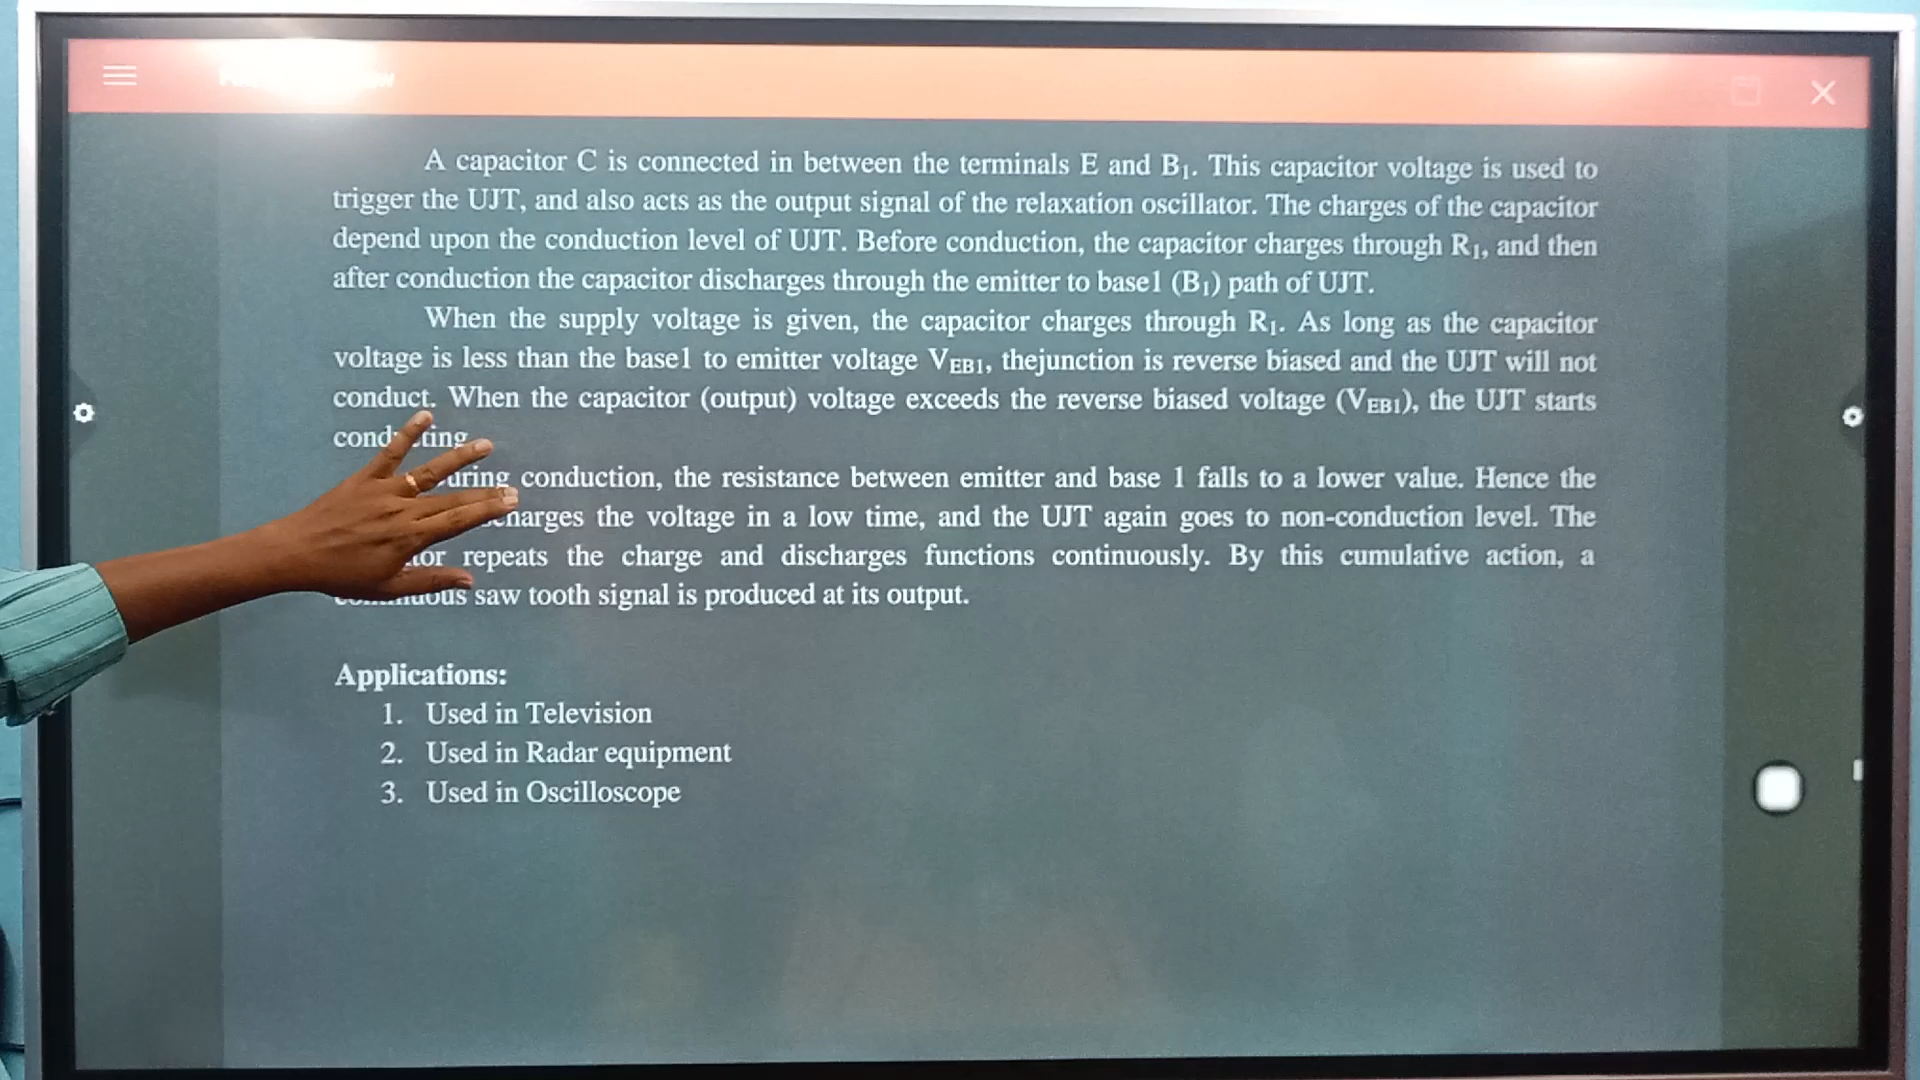 A capacitor C is connected in between the terminals E and B1. This capacitor voltage is used to
trigger the UJT, and also acts as the output signal of the relaxation oscillator. The charges of the capacitor
depend upon the conduction level of UJT. Before conduction, the capacitor charges through R1, and then
after conduction the capacitor discharges through the emitter to base1 (B1) path of UJT.
When the supply voltage is given, the capacitor charges through R1. As long as the capacitor
voltage is less than the base1 to emitter voltage VEB1, thejunction is reverse biased and the UJT will not
conduct. When the capacitor (output) voltage exceeds the reverse biased voltage (VEB1), the UJT starts
conducting
conduction, the resistance between emitter and base 1 falls to a lower value. Hence the
the voltage in a low time, and the UJT again goes to non-conduction level. The
repeats the charge and discharges functions continuously. By this cumulative action, a
saw tooth signal is produced at its output.
Applications:
1. Used in Television
2. Used in Radar equipment
3. Used in Oscilloscope